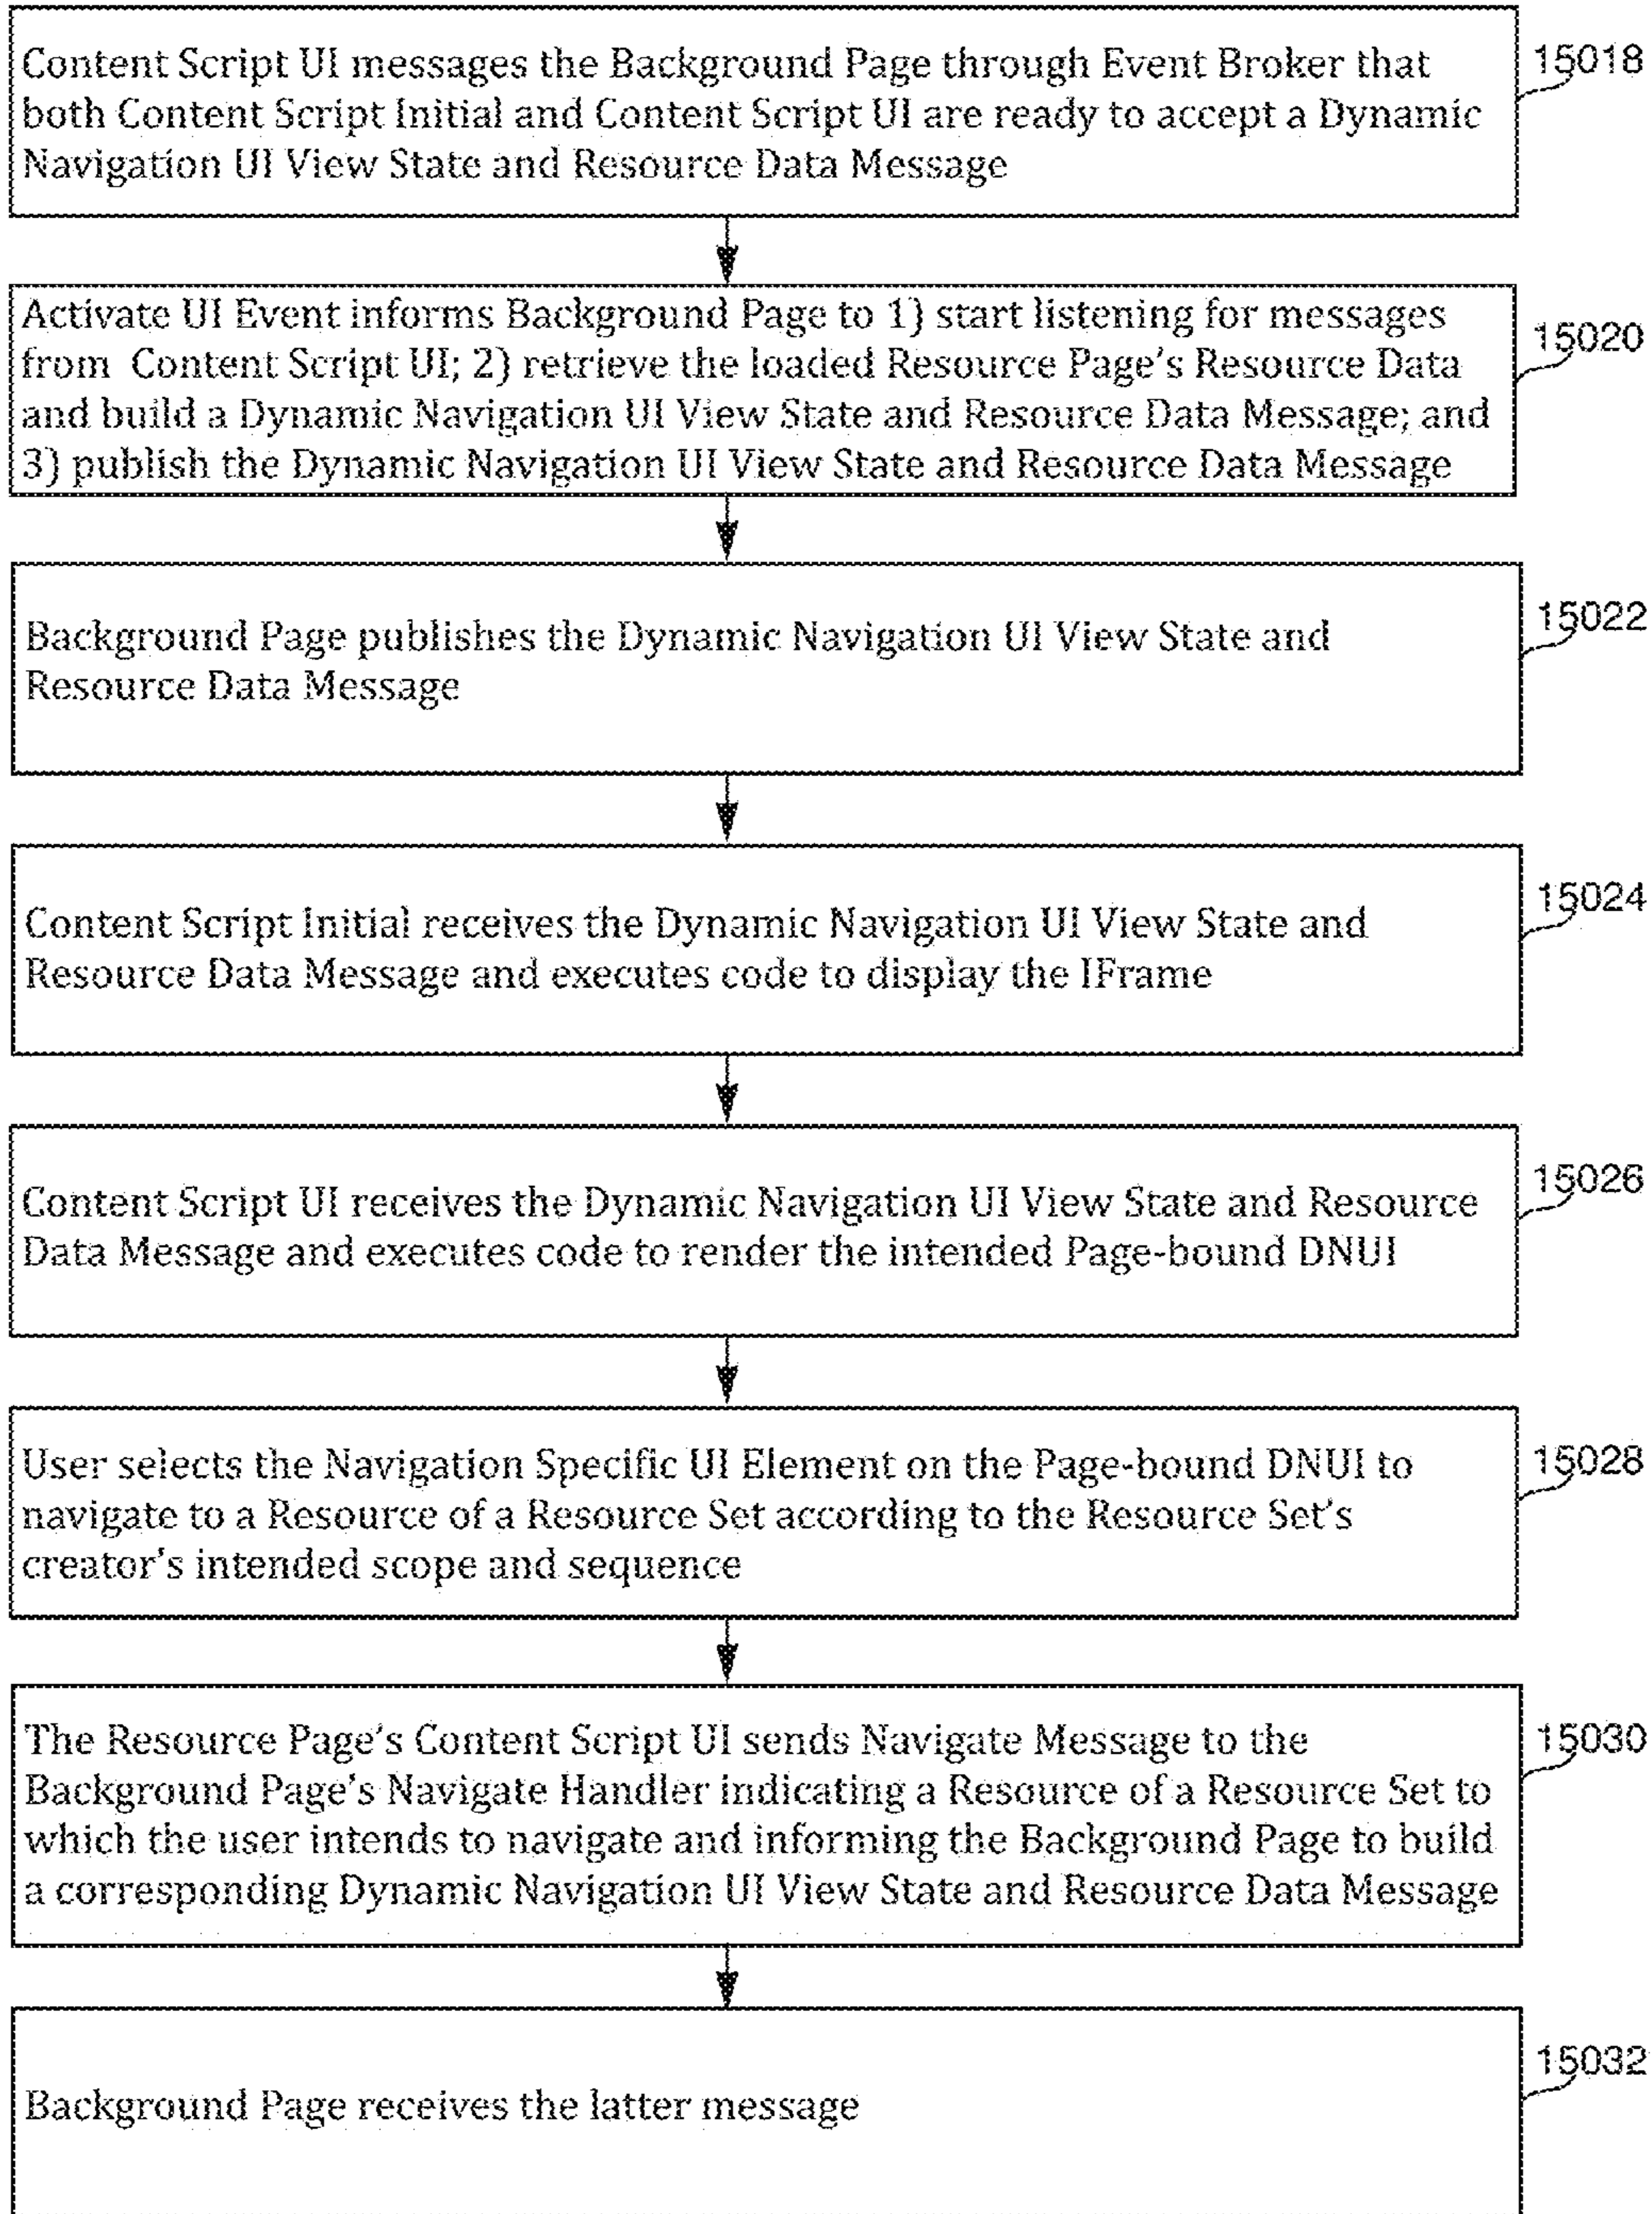 Content Script UI messages the Background Page through Event Broker that
both Content Script Initial and Content Script UI are ready to accept a Dynamic
Navigation UI View State and Resource Data Message
15018
Activate UI Event informs Background Page to 1) start listening for messages
from Content Script UI; 2) retrieve the loaded Resource Page's Resource Data
and build a Dynamic Navigation UI View State and Resource Data Message; and
3) publish the Dynamic Navigation UI View State and Resource Data Message
15020
Background Page publishes the Dynamic Navigation UI View State and
Resource Data Message
15022
Content Script Initial receives the Dynamic Navigation UI View State and
Resource Data Message and executes code to display the IFrame
15024
Content Script UI receives the Dynamic Navigation UI View State and Resource
Data Message and executes code to render the intended Page-bound DNUI
15026
User selects the Navigation Specific UI Element on the Page-bound DNUI to
navigate to a Resource of a Resource Set according to the Resource Set's
creator's intended scope and sequence
15028
The Resource Page's Content Script UI sends Navigate Message to the
Background Page's Navigate Handler indicating a Resource of a Resource Set to
which the user intends to navigate and informing the Background Page to build
a corresponding Dynamic Navigation UI View State and Resource Data Message
15030
Background Page receives the latter message
15032